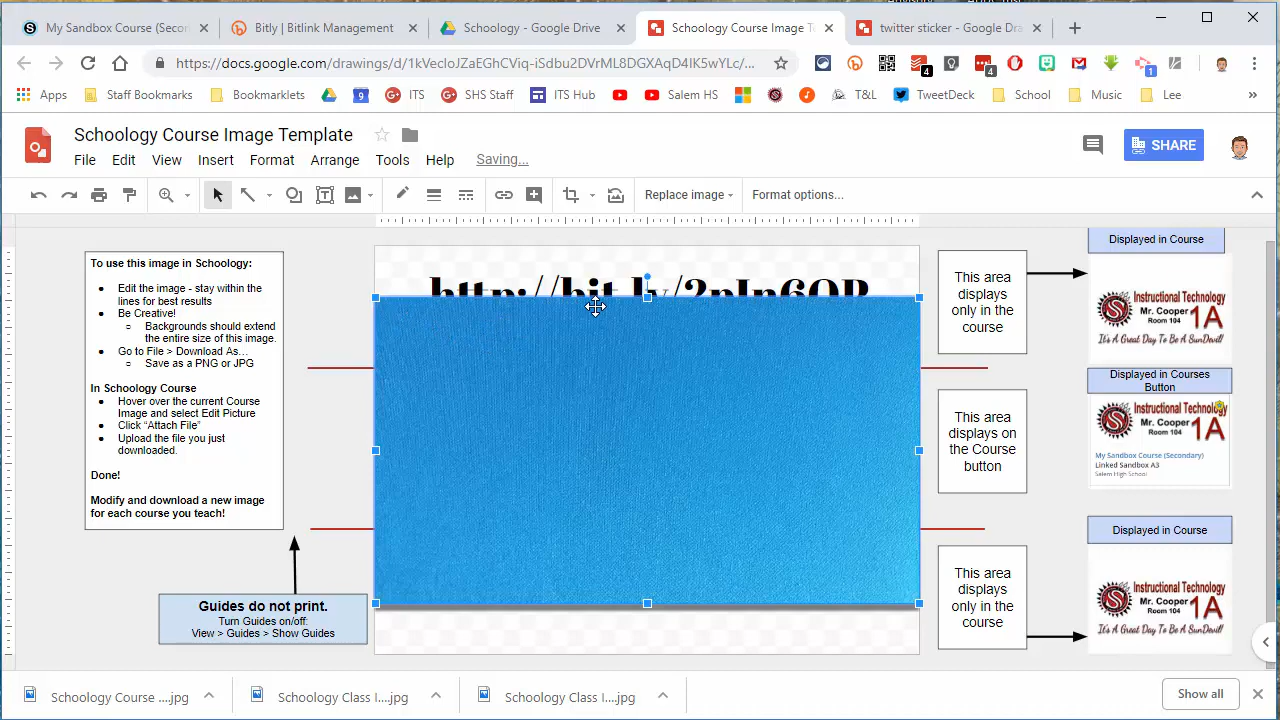 My Sandbox Course (Secon
Bitly | Bitlink Management
Schoology - Google Drive
Schoology Course Image T
twitter sticker - Google Dra
https://docs.google.com/drawings/d/1kVecIoJZaEGhCViq-iSdbu2DVrML8DGXAqD4IK5wYLc/...
4
4
1
Apps
Staff Bookmarks
Bookmarklets
9
ITS
SHS Staff
ITS Hub
Salem HS
T&L
TweetDeck
School
Music
Lee
»
Schoology Course Image Template
File Edit View Insert Format Arrange Tools Help Saving...
SHARE
Replace image
Format options...
http://bit.ly/2nIn6QR
To use this image in Schoology:
• Edit the image - stay within the
lines for best results
• Be Creative!
○ Backgrounds should extend
the entire size of this image.
• Go to File > Download As...
○ Save as a PNG or JPG
In Schoology Course
• Hover over the current Course
Image and select Edit Picture
• Click “Attach File”
• Upload the file you just
downloaded.
Done!
Modify and download a new image
for each course you teach!
Guides do not print.
Turn Guides on/off:
View > Guides > Show Guides
This area
displays
only in the
course
This area
displays on
the Course
button
This area
displays
only in the
course
Displayed in Course
Instructional Technology
Mr. Cooper
Room 104
1A
It's A Great Day To Be A SunDevil!
Displayed in Courses
Button
Instructional Technology
Mr. Cooper
Room 104
1A
My Sandbox Course (Secondary)
Linked Sandbox A3
Salem High School
Displayed in Course
Instructional Technology
Mr. Cooper
Room 104
1A
It's A Great Day To Be A SunDevil!
Schoology Course ....jpg
Schoology Class I....jpg
Schoology Class I....jpg
Show all